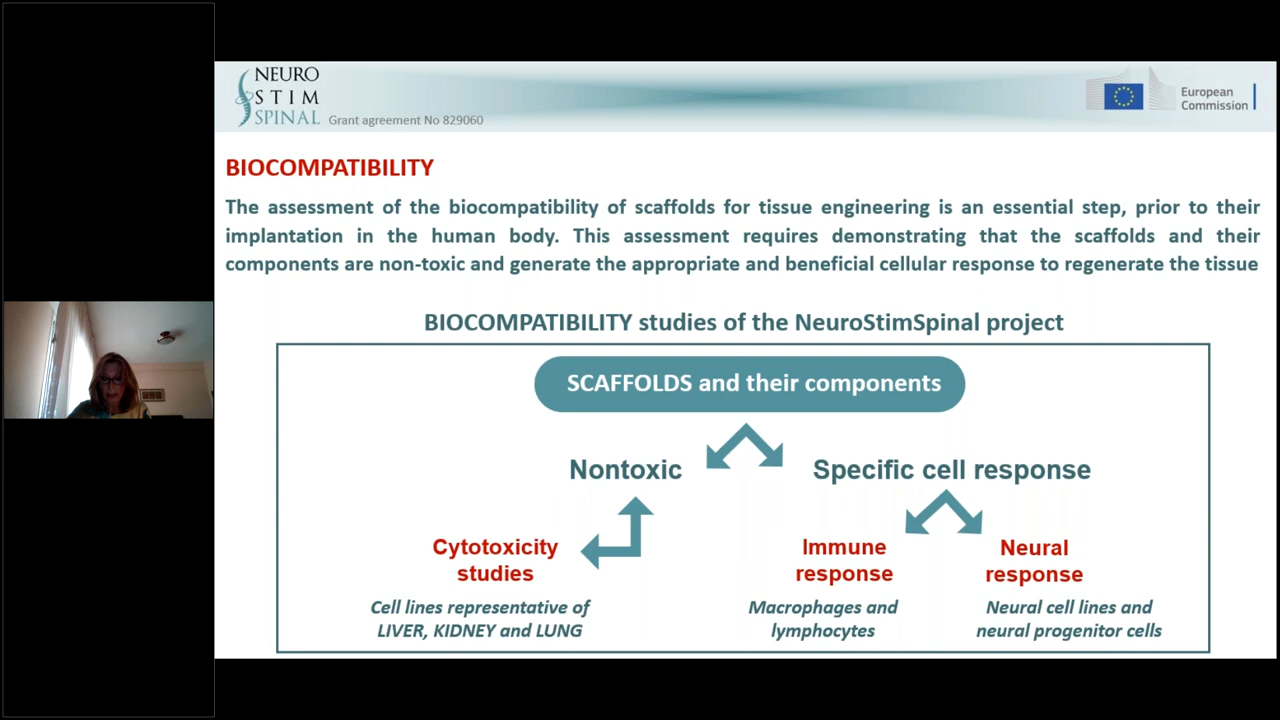 NEURO
STIM
SPINAL
Grant agreement No 829060
European
Commission
BIOCOMPATIBILITY
The assessment of the biocompatibility of scaffolds for tissue engineering is an essential step, prior to their
implantation in the human body. This assessment requires demonstrating that the scaffolds and their
components are non-toxic and generate the appropriate and beneficial cellular response to regenerate the tissue
BIOCOMPATIBILITY studies of the NeuroStimSpinal project
SCAFFOLDS and their components
Nontoxic
Specific cell response
Cytotoxicity
studies
Cell lines representative of
LIVER, KIDNEY and LUNG
Immune
response
Macrophages and
lymphocytes
Neural
response
Neural cell lines and
neural progenitor cells